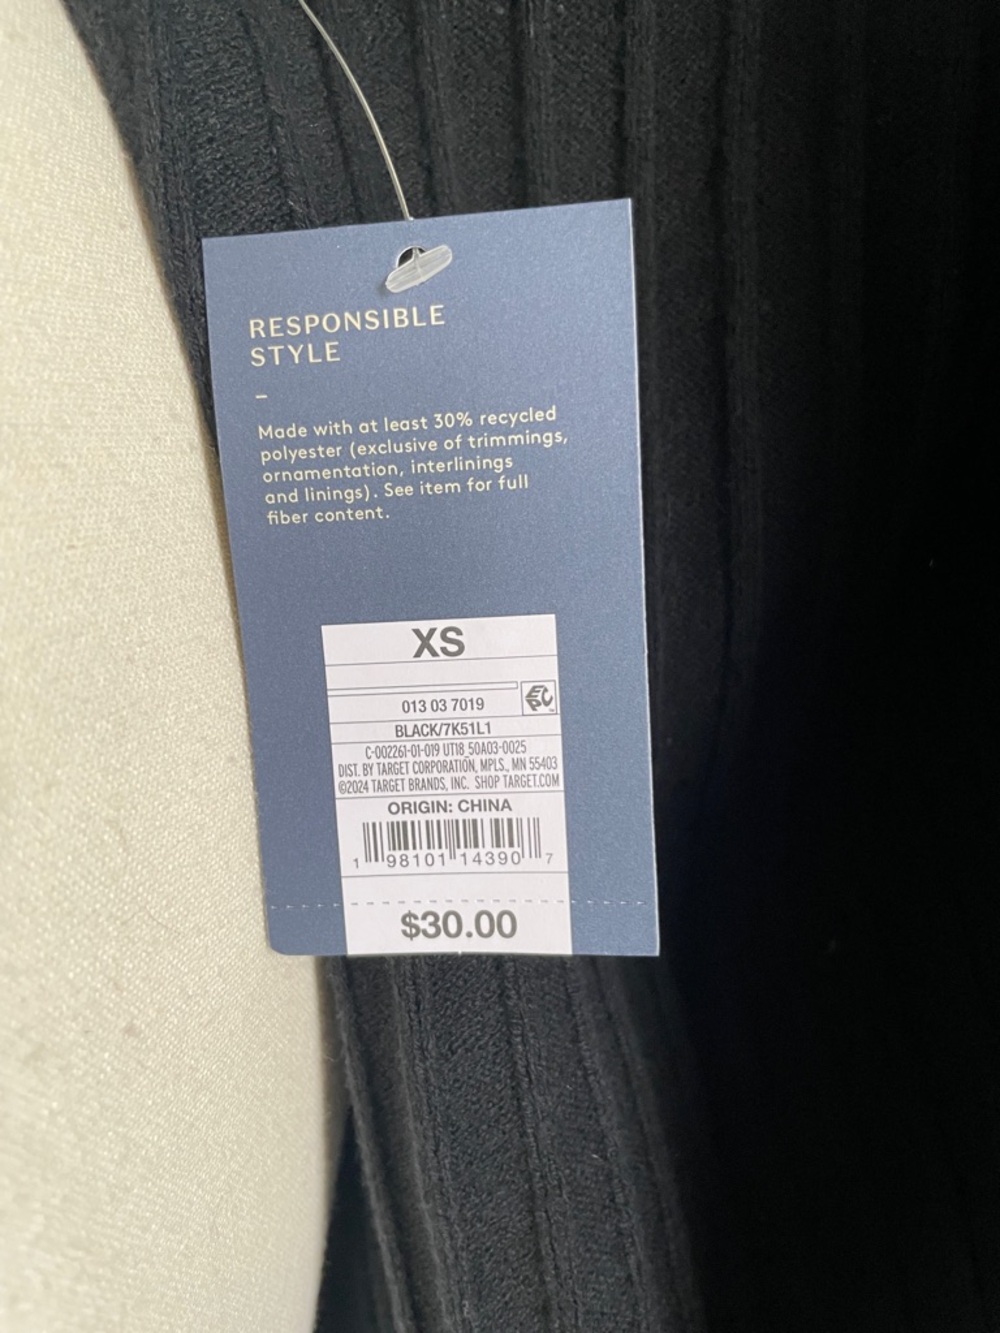 RESPONSIBLE
STYLE
–
Made with at least 30% recycled
polyester (exclusive of trimmings,
ornamentation, interlinings
and linings). See item for full
fiber content.
XS
EPC
013 03 7019
BLACK/7K51L1
C-002261-01-019 UT18 50A03-0025
DIST. BY TARGET CORPORATION, MPLS., MN 55403
©2024 TARGET BRANDS, INC. SHOP TARGET.COM
ORIGIN: CHINA
1 98101 14390 7
$30.00